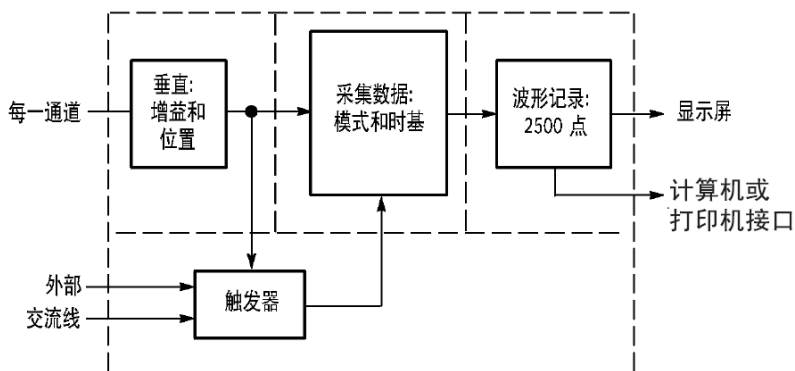 每一通道
垂直:
增益和
位置
采集数据:
模式和时基
波形记录:
2500 点
显示屏
计算机或
打印机接口
外部
交流线
触发器